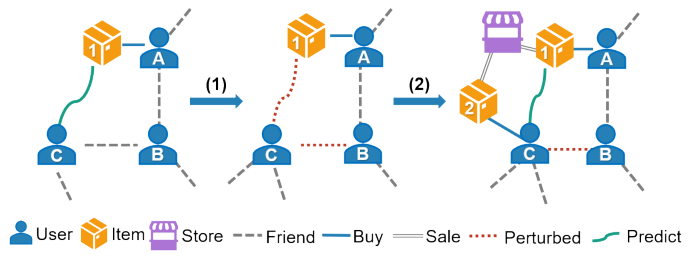 1 1 1
A A A
(1) (2)
2
C B C B C B
User Item Store Friend Buy Sale Perturbed Predict